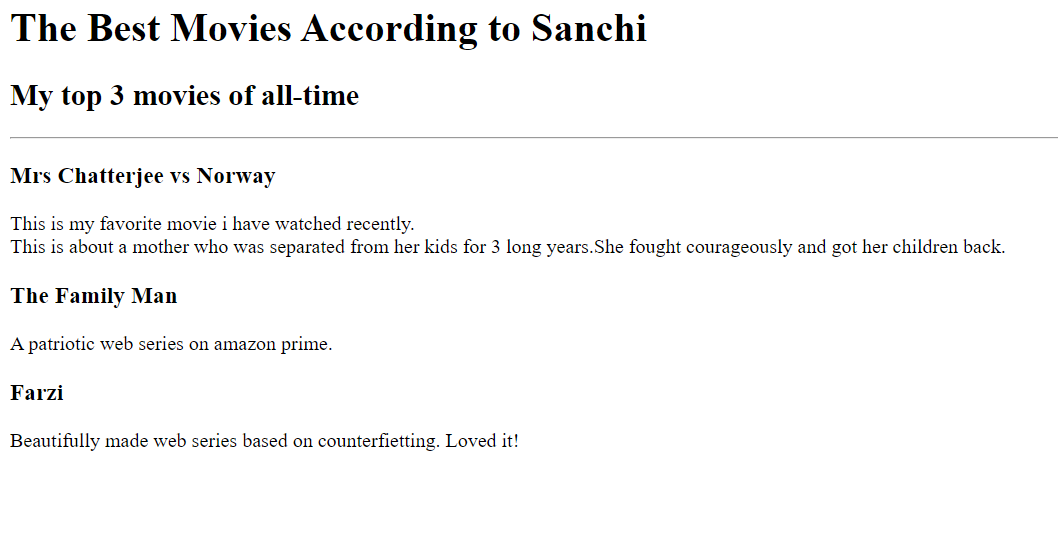 The Best Movies According to Sanchi
My top 3 movies of all-time
Mrs Chatterjee vs Norway
This is my favorite movie i have watched recently.
This is about a mother who was separated from her kids for 3 long years.She fought courageously and got her children back.
The Family Man
A patriotic web series on amazon prime.
Farzi
Beautifully made web series based on counterfietting. Loved it!